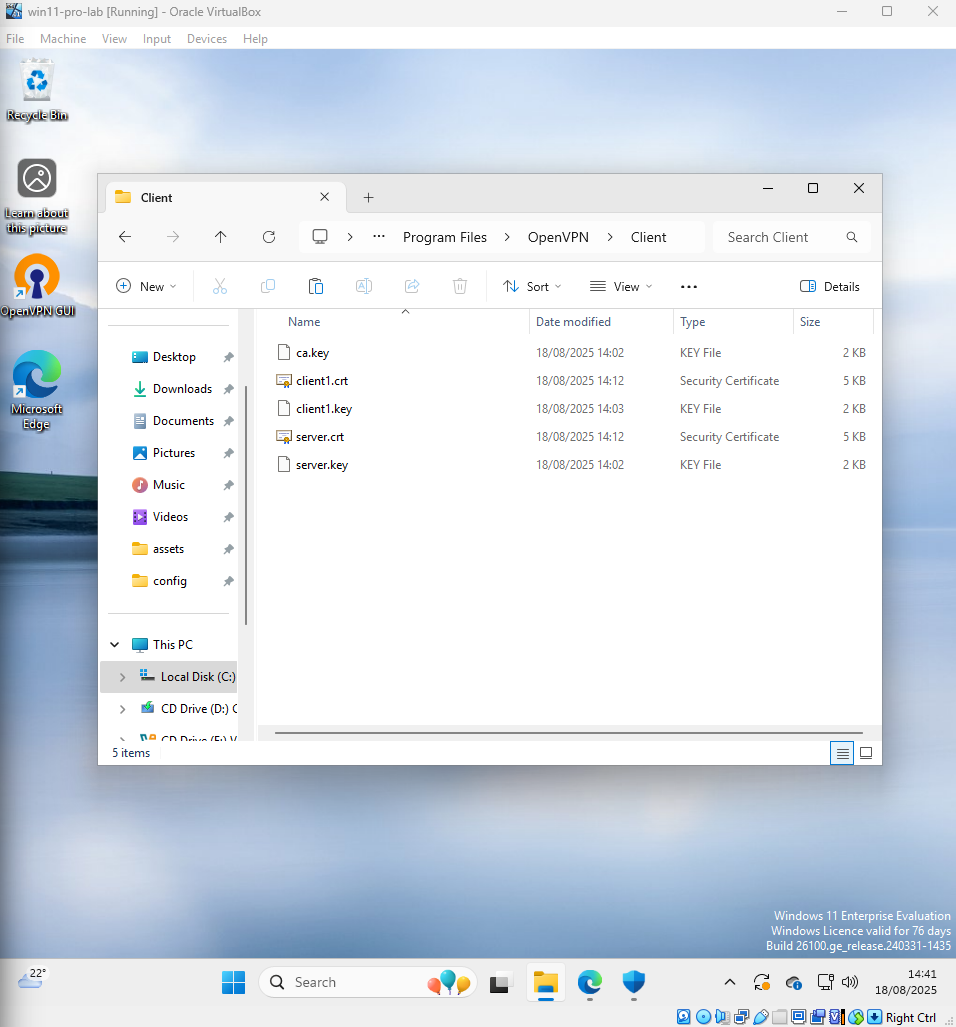 win11-pro-lab [Running] - Oracle VirtualBox
File Machine View Input Devices Help
Recycle Bin
Learn about
this picture
OpenVPN GUI
Microsoft
Edge
Client
Program Files OpenVPN Client Search Client
New Sort View Details
Name Date modified Type Size
ca.key 18/08/2025 14:02 KEY File 2 KB
client1.crt 18/08/2025 14:12 Security Certificate 5 KB
client1.key 18/08/2025 14:03 KEY File 2 KB
server.crt 18/08/2025 14:12 Security Certificate 5 KB
server.key 18/08/2025 14:02 KEY File 2 KB
Desktop
Downloads
Documents
Pictures
Music
Videos
assets
config
This PC
Local Disk (C:)
CD Drive (D:)
CD Drive
5 items
Windows 11 Enterprise Evaluation
Windows Licence valid for 76 days
Build 26100.ge_release.240331-1435
22°
Search
14:41
18/08/2025
Right Ctrl